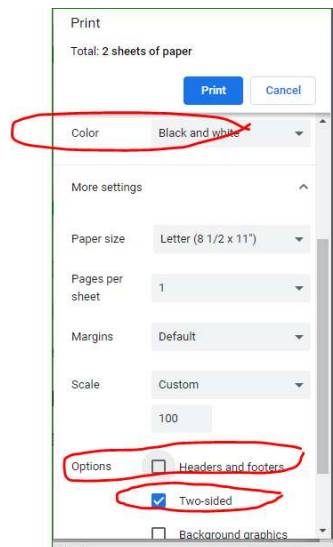 Print
Total: 2 sheets of paper
Print Cancel
Color Black and white
More settings
Paper size Letter (8 1/2 x 11")
Pages per
sheet 1
Margins Default
Scale Custom
100
Options Headers and footers
Two-sided
Background graphics